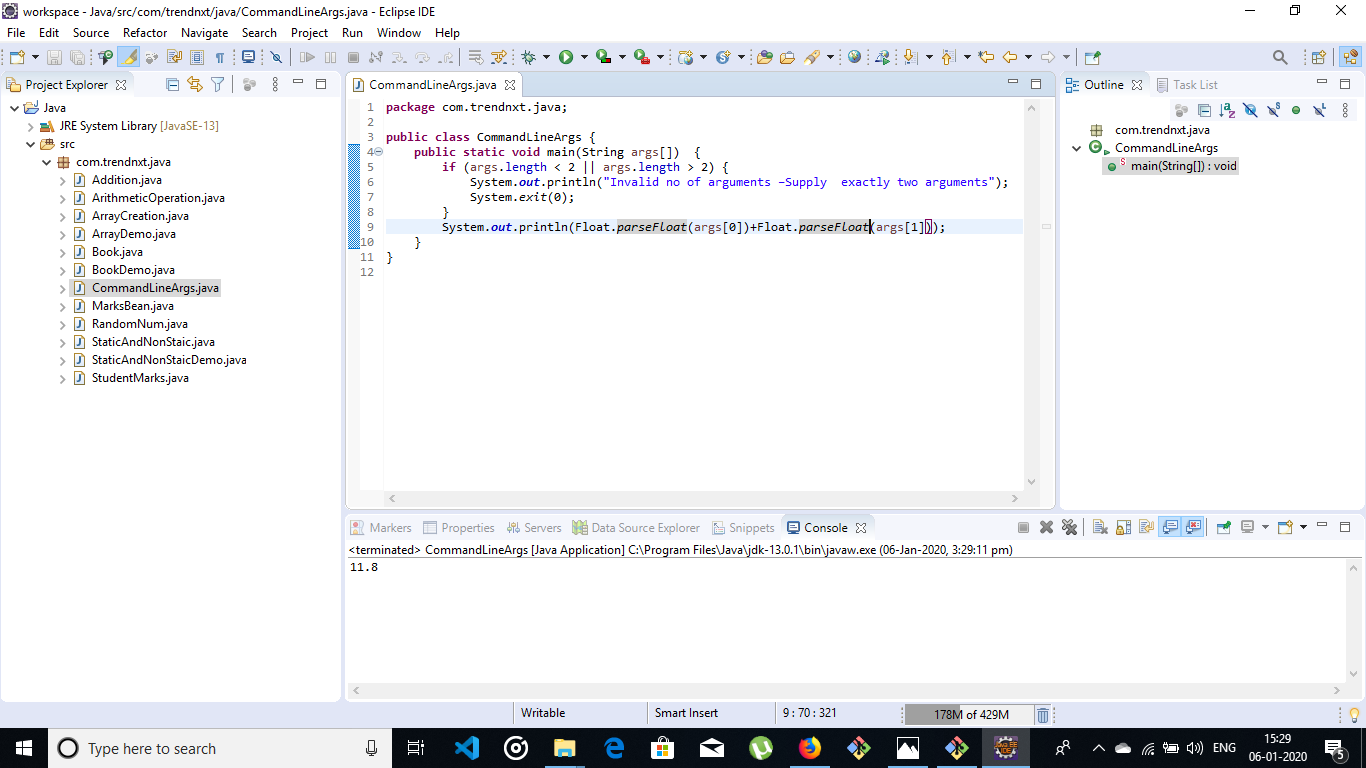 workspace - Java/src/com/trendnxt/java/CommandLineArgs.java - Eclipse IDE
File Edit Source Refactor Navigate Search Project Run Window Help
Project Explorer
Java
JRE System Library [JavaSE-13]
src
com.trendnxt.java
Addition.java
ArithmeticOperation.java
ArrayCreation.java
ArrayDemo.java
Book.java
BookDemo.java
CommandLineArgs.java
MarksBean.java
RandomNum.java
StaticAndNonStaic.java
StaticAndNonStaicDemo.java
StudentMarks.java
CommandLineArgs.java
1 package com.trendnxt.java;
2
3 public class CommandLineArgs {
4 public static void main(String args[])  {
5 if (args.length < 2 || args.length > 2) {
6 System.out.println("Invalid no of arguments –Supply  exactly two arguments");
7 System.exit(0);
8 }
9 System.out.println(Float.parseFloat(args[0])+Float.parseFloat(args[1]));
10 }
11 }
12
Outline Task List
com.trendnxt.java
CommandLineArgs
main(String[]) : void
Markers Properties Servers Data Source Explorer Snippets Console
<terminated> CommandLineArgs [Java Application] C:\Program Files\Java\jdk-13.0.1\bin\javaw.exe (06-Jan-2020, 3:29:11 pm)
11.8
Writable Smart Insert 9 : 70 : 321 178M of 429M
Type here to search
ENG
15:29
06-01-2020
5